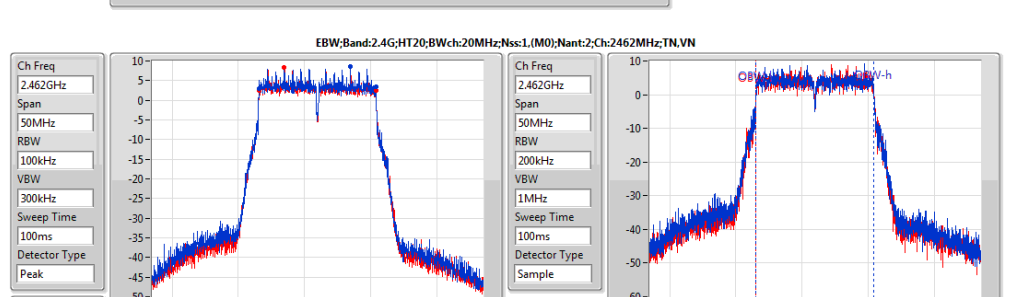 EBW;Band:2.4G;HT20;BWch:20MHz;Nss:1,(M0);Nant:2;Ch:2462MHz;TN,VN
Ch Freq
2.462GHz
Span
50MHz
RBW
100kHz
VBW
300kHz
Sweep Time
100ms
Detector Type
Peak
10
5
0
-5
-10
-15
-20
-25
-30
-35
-40
-45
-50
Ch Freq
2.462GHz
Span
50MHz
RBW
200kHz
VBW
1MHz
Sweep Time
100ms
Detector Type
Sample
10
0
-10
-20
-30
-40
-50
-60